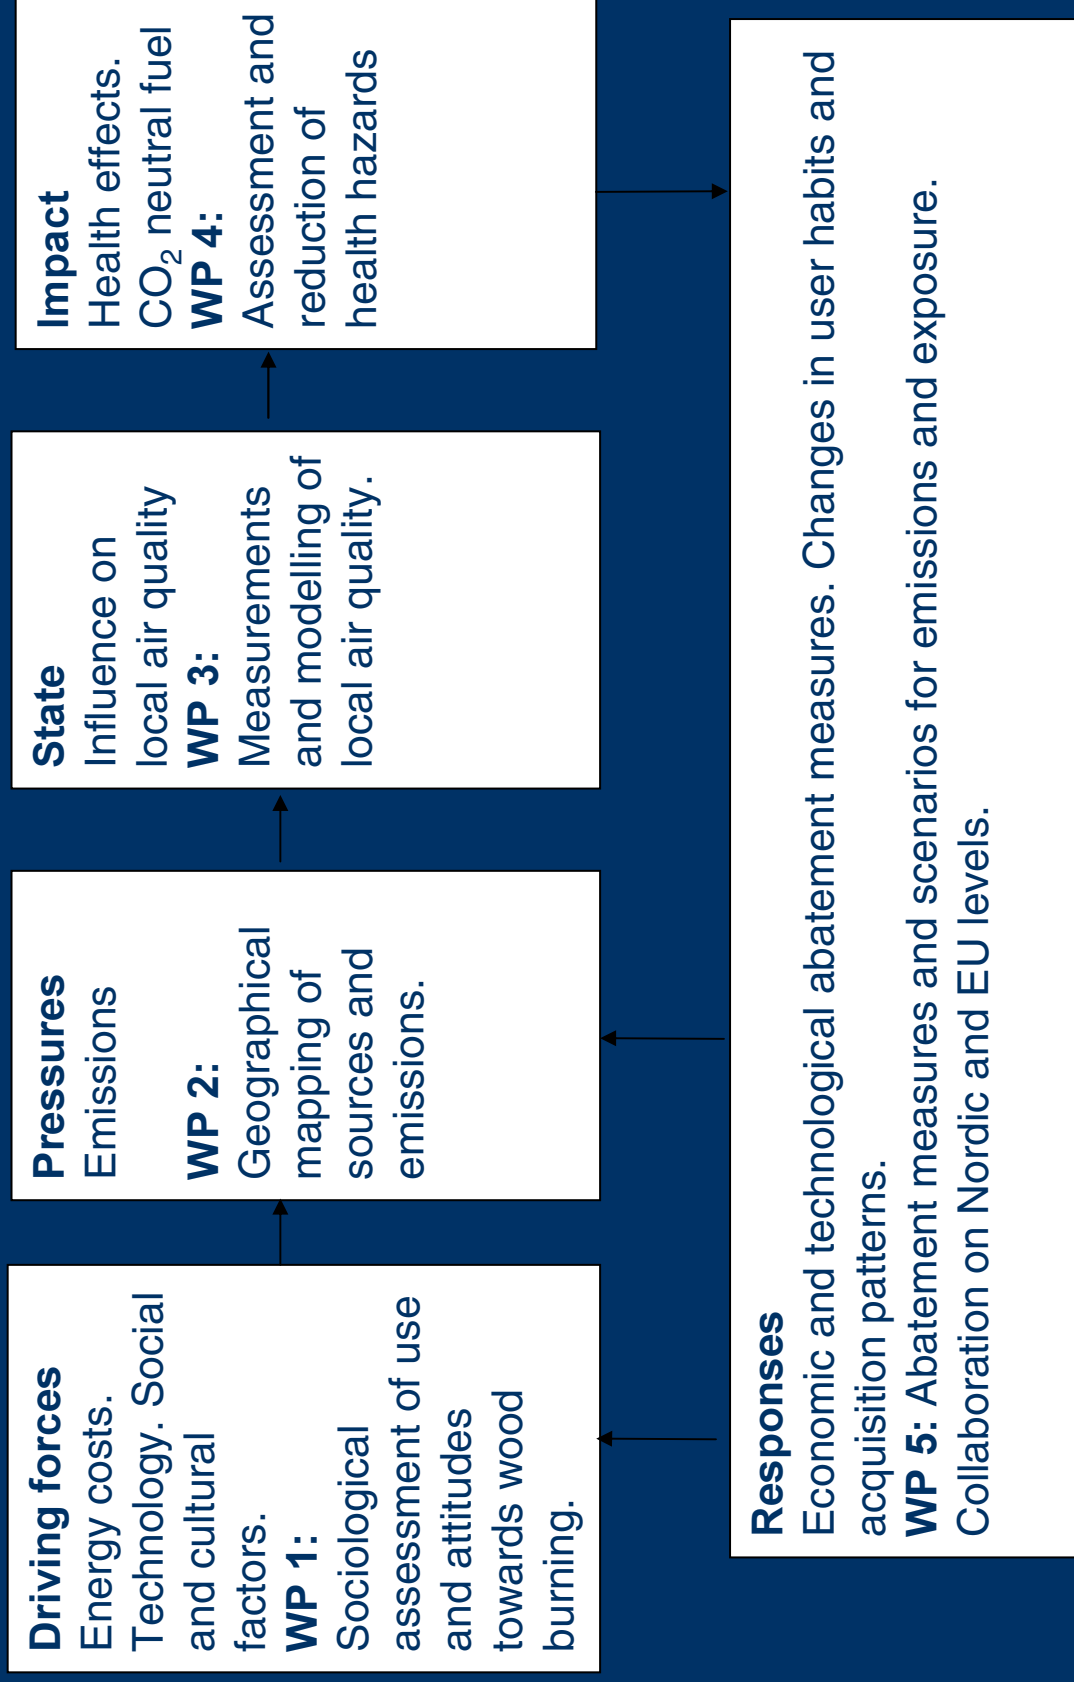 Driving forces
Energy costs.
Technology. Social
and cultural
factors.
WP 1:
Sociological
assessment of use
and attitudes
towards wood
burning.
Pressures
Emissions
WP 2:
Geographical
mapping of
sources and
emissions.
State
Influence on
local air quality
WP 3:
Measurements
and modelling of
local air quality.
Impact
Health effects.
CO₂ neutral fuel
WP 4:
Assessment and
reduction of
health hazards
Responses
Economic and technological abatement measures. Changes in user habits and
acquisition patterns.
WP 5: Abatement measures and scenarios for emissions and exposure.
Collaboration on Nordic and EU levels.